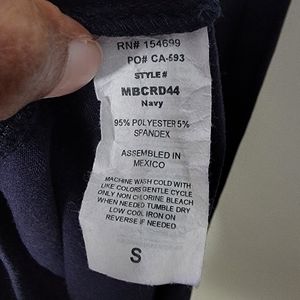 RN# 154699
PO# CA-593
STYLE#
MBCRD44
Navy
95% POLYESTER 5%
SPANDEX
ASSEMBLED IN
MEXICO
MACHINE WASH COLD WITH
LIKE COLORS GENTLE CYCLE
ONLY NON CHLORINE BLEACH
WHEN NEEDED TUMBLE DRY
LOW COOL IRON ON
REVERSE IF NEEDED
S